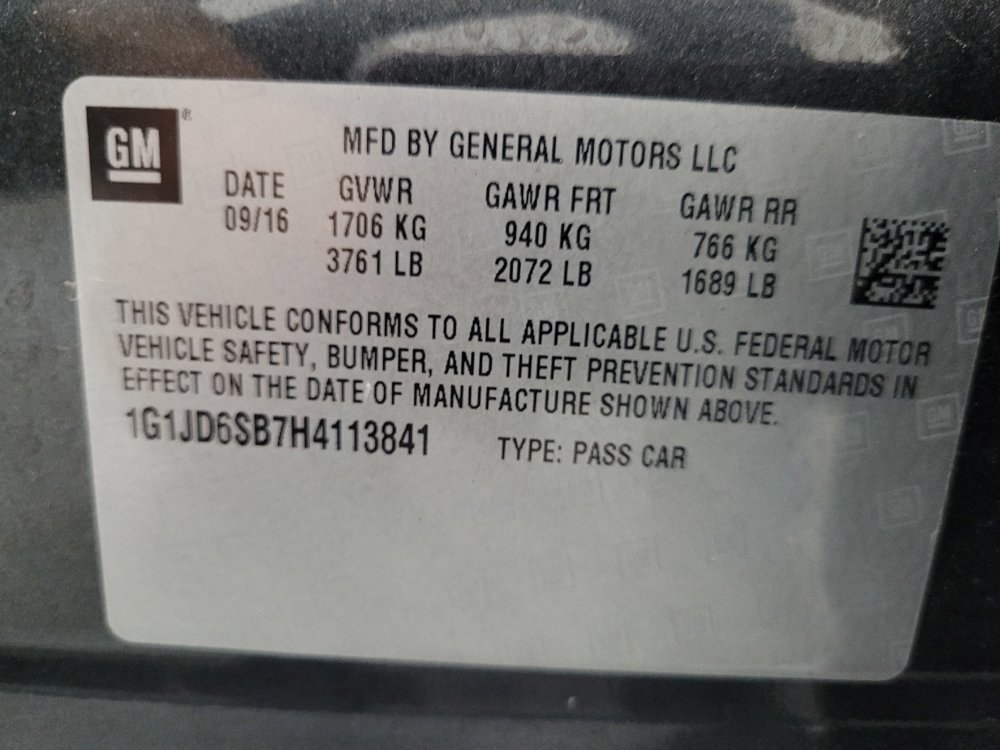 GM ®
MFD BY GENERAL MOTORS LLC
DATE GVWR GAWR FRT GAWR RR
09/16 1706 KG 940 KG 766 KG
3761 LB 2072 LB 1689 LB
THIS VEHICLE CONFORMS TO ALL APPLICABLE U.S. FEDERAL MOTOR
VEHICLE SAFETY, BUMPER, AND THEFT PREVENTION STANDARDS IN
EFFECT ON THE DATE OF MANUFACTURE SHOWN ABOVE.
1G1JD6SB7H4113841 TYPE: PASS CAR